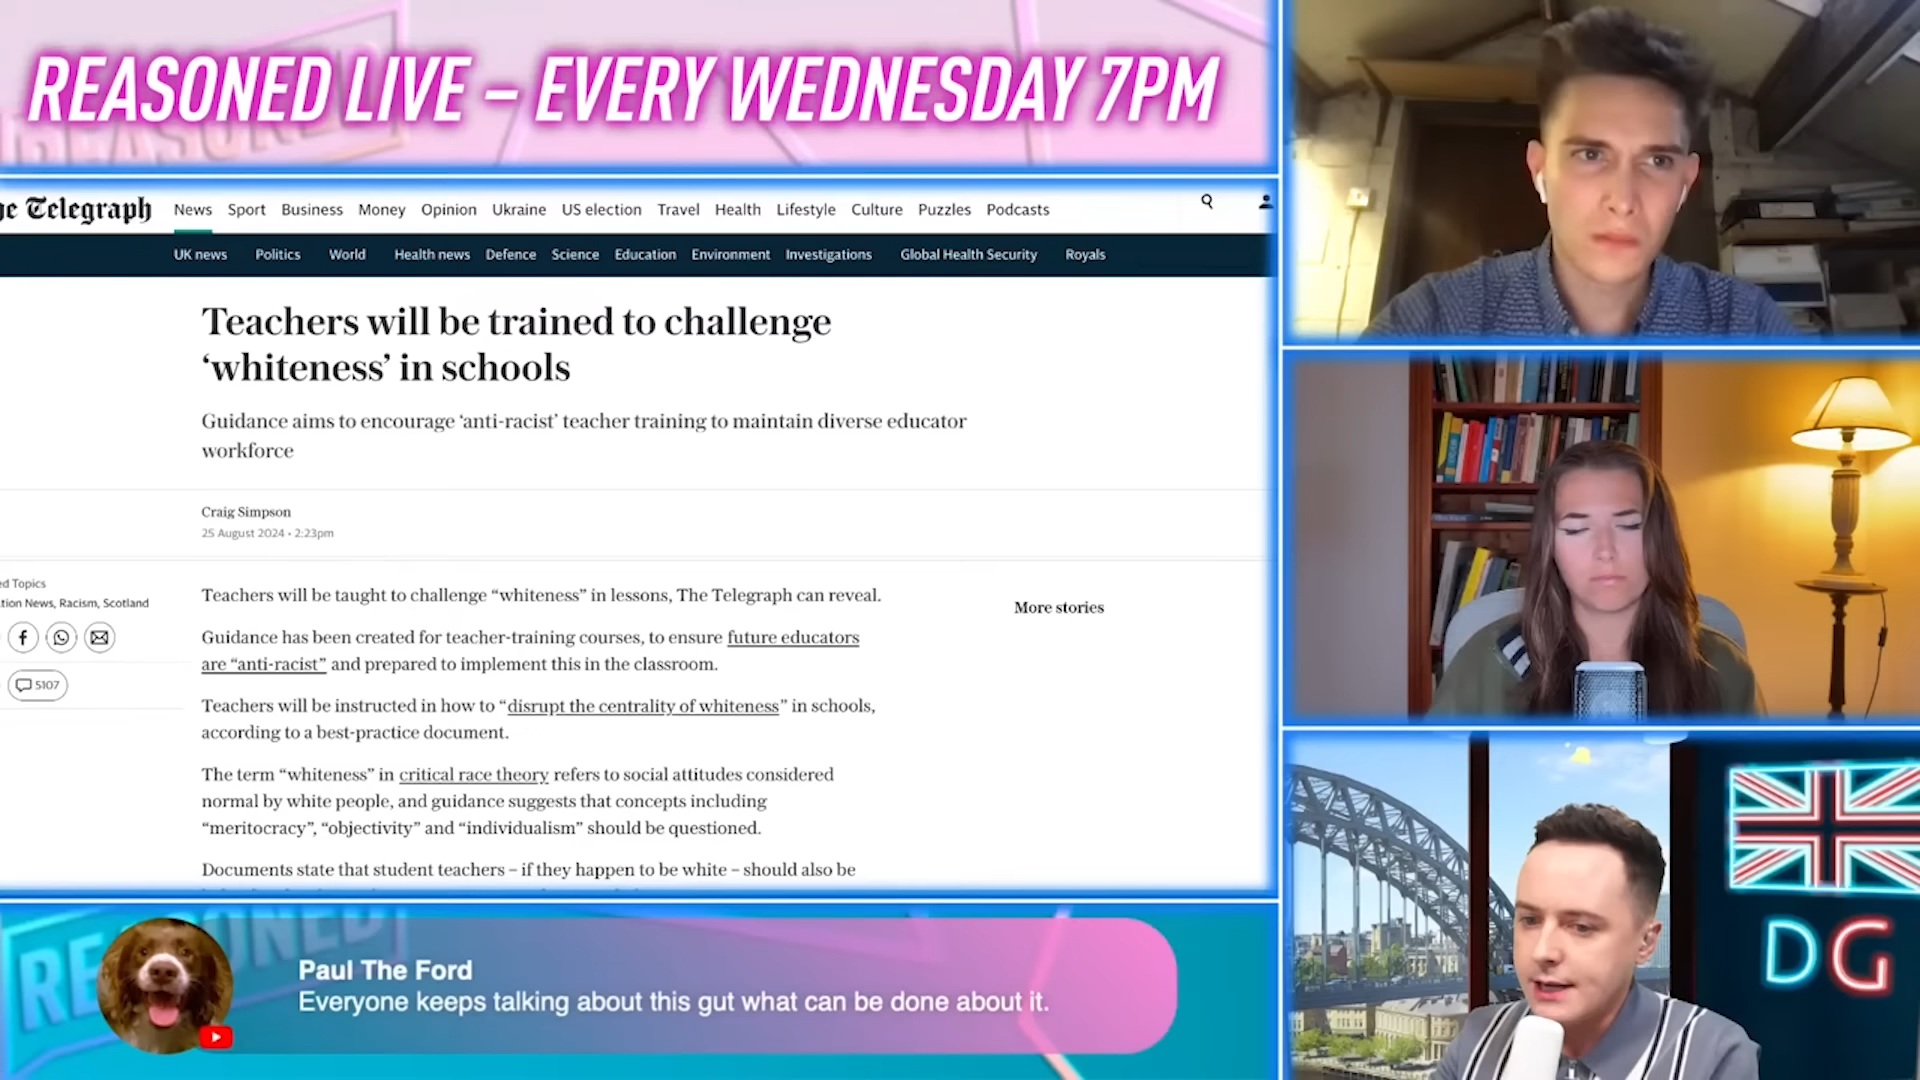 REASONED LIVE – EVERY WEDNESDAY 7PM
Telegraph
News Sport Business Money Opinion Ukraine US election Travel Health Lifestyle Culture Puzzles Podcasts
UK news Politics World Health news Defence Science Education Environment Investigations Global Health Security Royals
Teachers will be trained to challenge
‘whiteness’ in schools
Guidance aims to encourage ‘anti-racist’ teacher training to maintain diverse educator
workforce
Craig Simpson
25 August 2024 • 2:23pm
ed Topics
tion News, Racism, Scotland
5107
Teachers will be taught to challenge “whiteness” in lessons, The Telegraph can reveal.
Guidance has been created for teacher-training courses, to ensure future educators
are “anti-racist” and prepared to implement this in the classroom.
Teachers will be instructed in how to “disrupt the centrality of whiteness” in schools,
according to a best-practice document.
The term “whiteness” in critical race theory refers to social attitudes considered
normal by white people, and guidance suggests that concepts including
“meritocracy”, “objectivity” and “individualism” should be questioned.
Documents state that student teachers – if they happen to be white – should also be
More stories
Paul The Ford
Everyone keeps talking about this gut what can be done about it.
DG